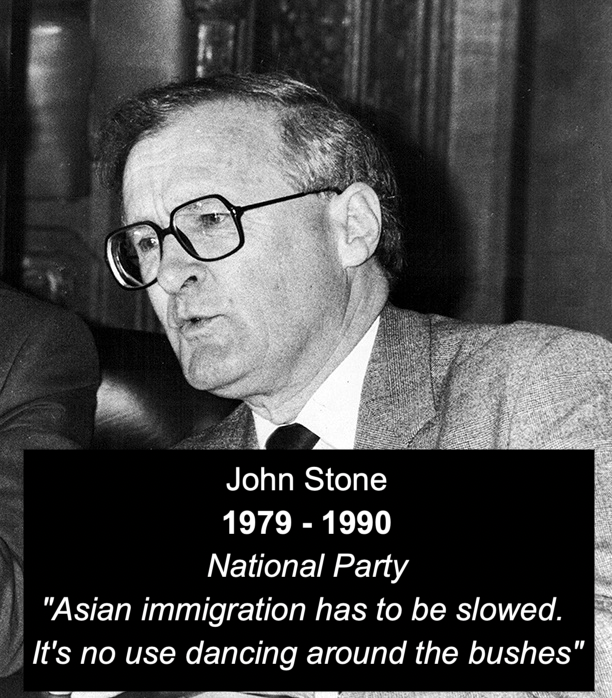 John Stone
1979 - 1990
National Party
"Asian immigration has to be slowed.
It's no use dancing around the bushes"